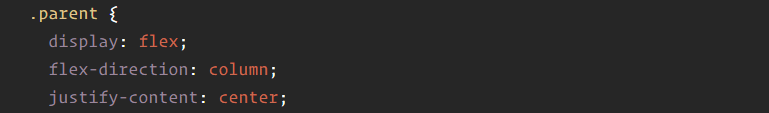 .parent {
  display: flex;
  flex-direction: column;
  justify-content: center;